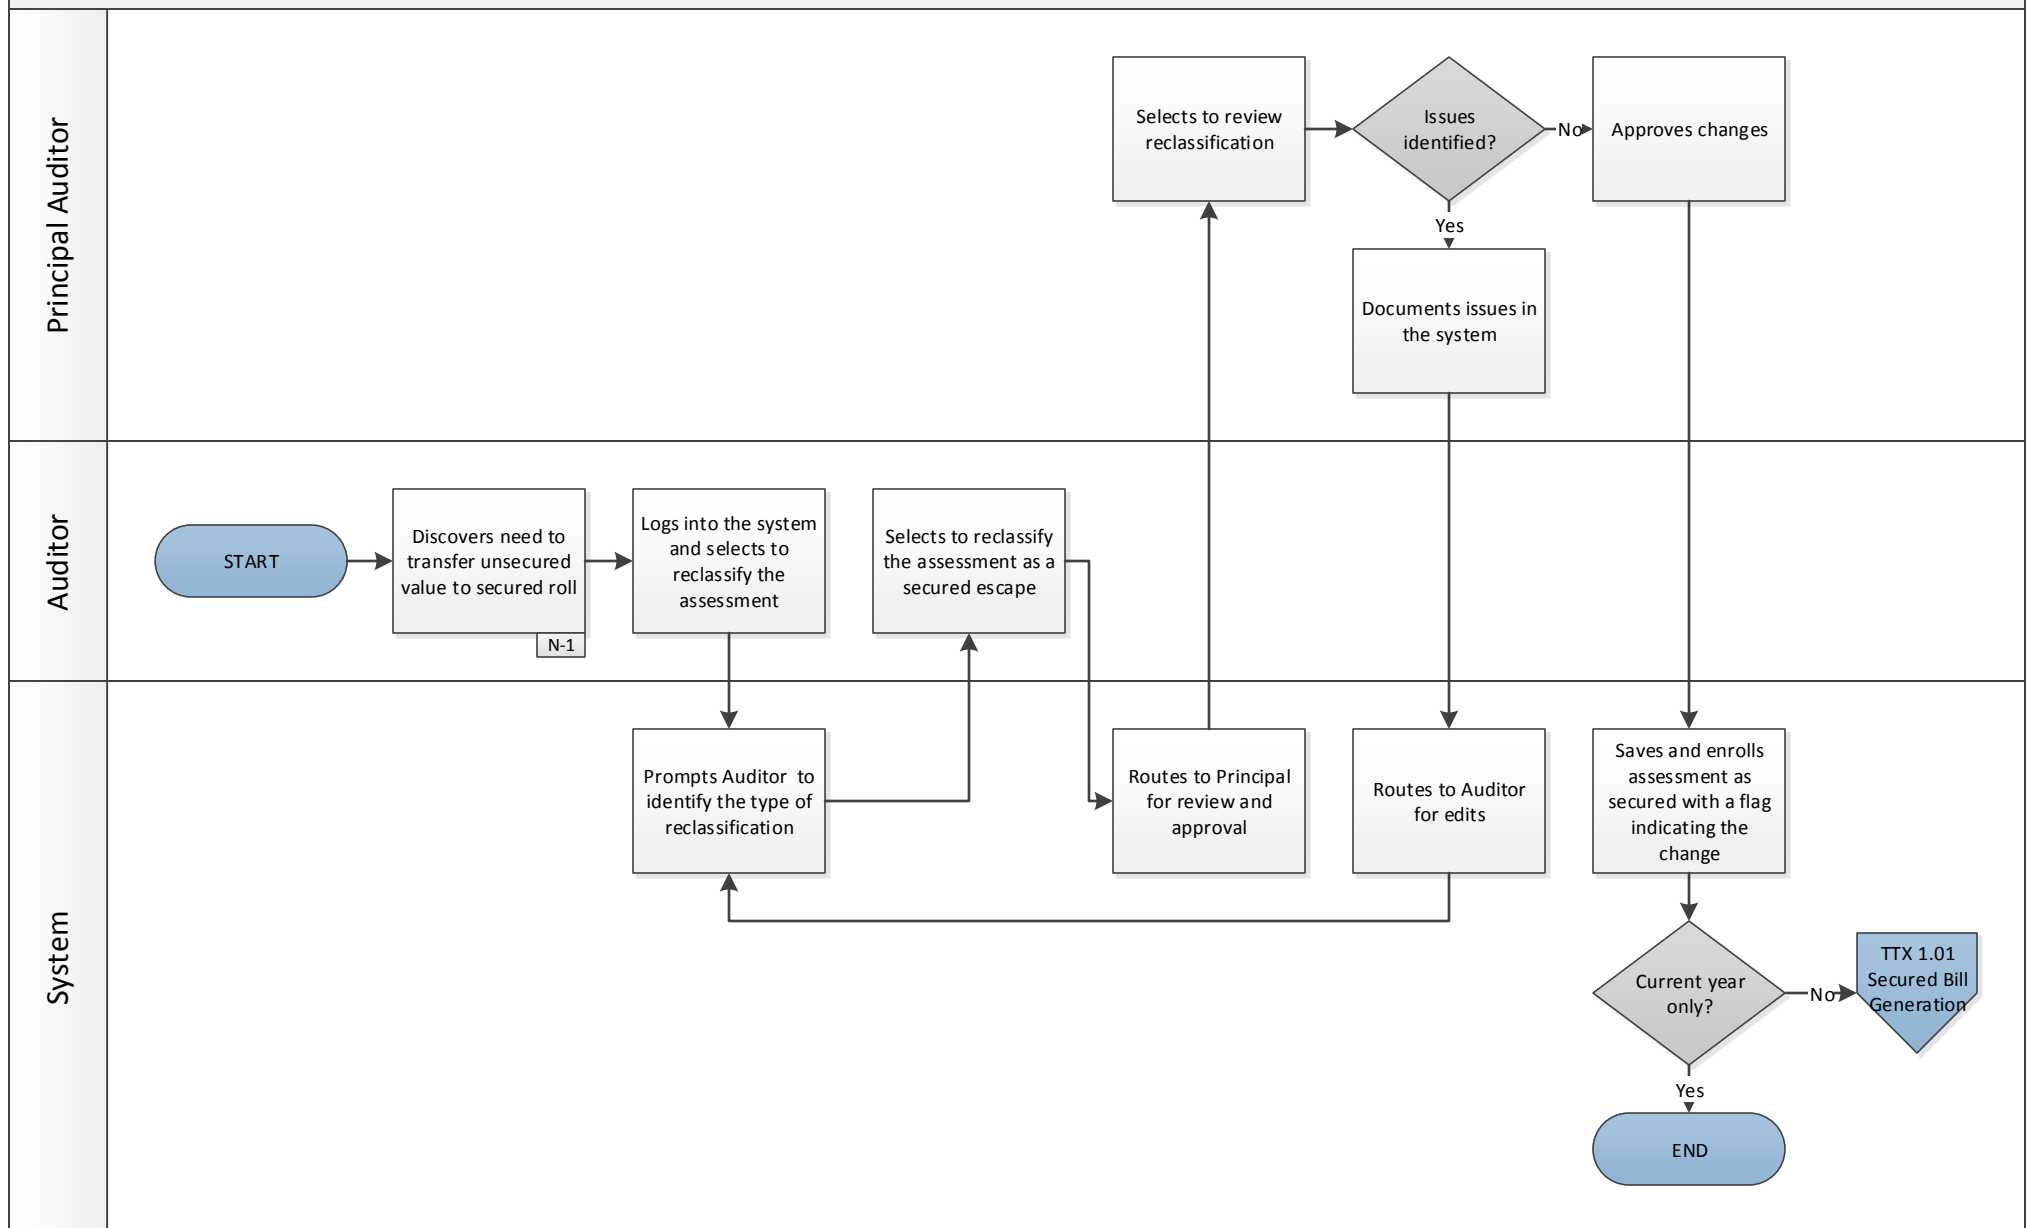 Principal Auditor
Selects to review
reclassification
Issues
identified?
No
Approves changes
Yes
Documents issues in
the system
Auditor
START
Discovers need to
transfer unsecured
value to secured roll
N-1
Logs into the system
and selects to
reclassify the
assessment
Selects to reclassify
the assessment as a
secured escape
System
Prompts Auditor to
identify the type of
reclassification
Routes to Principal
for review and
approval
Routes to Auditor
for edits
Saves and enrolls
assessment as
secured with a flag
indicating the
change
Current year
only?
No
TTX 1.01
Secured Bill
Generation
Yes
END